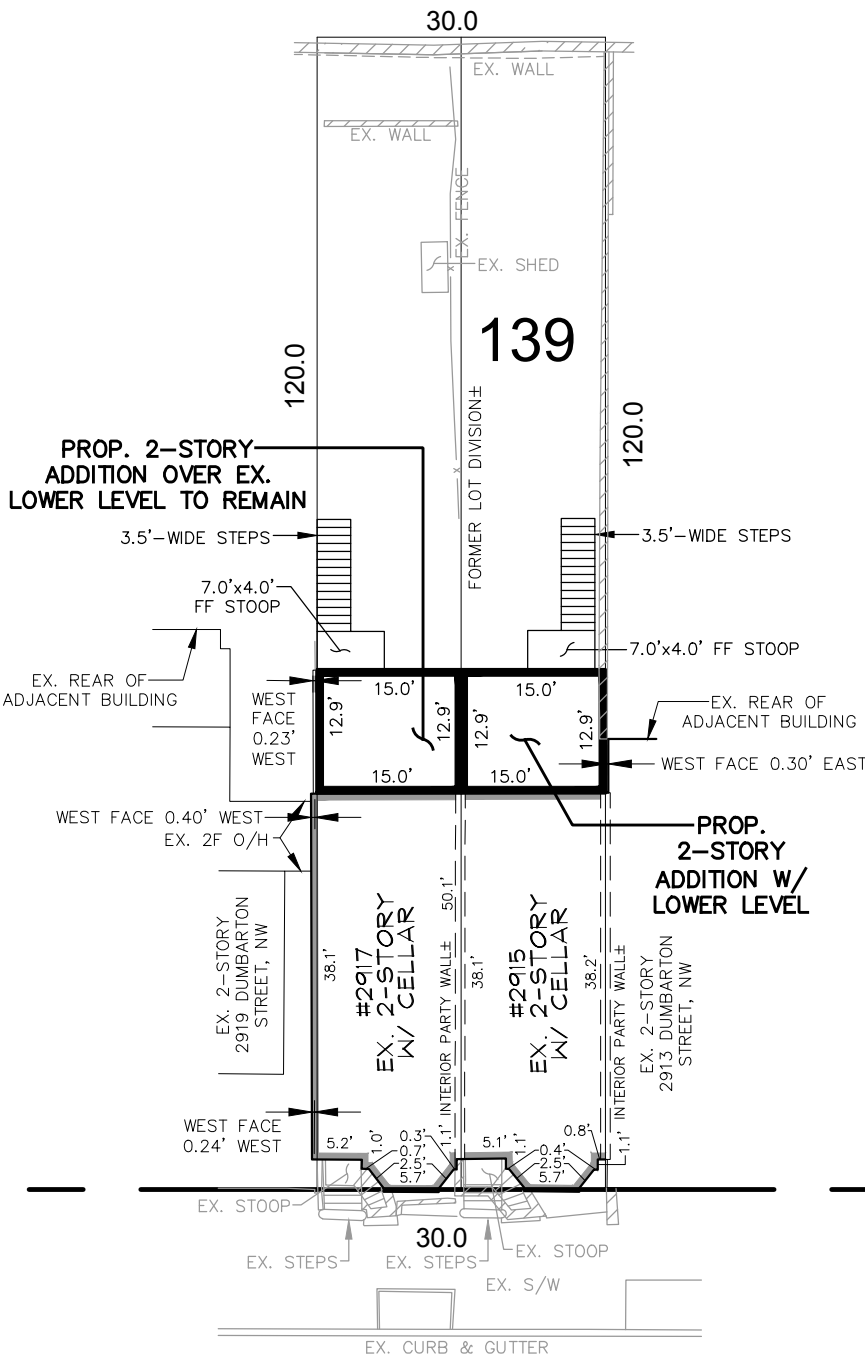 30.0
EX. WALL
EX. WALL
EX. FENCE
EX. SHED
139
120.0
120.0
FORMER LOT DIVISION±
PROP. 2-STORY
ADDITION OVER EX.
LOWER LEVEL TO REMAIN
3.5'-WIDE STEPS
3.5'-WIDE STEPS
7.0'x4.0'
FF STOOP
7.0'x4.0' FF STOOP
EX. REAR OF
ADJACENT BUILDING
WEST
FACE
0.23'
WEST
15.0'
15.0'
12.9'
12.9'
12.9'
12.9'
15.0'
15.0'
EX. REAR OF
ADJACENT BUILDING
WEST FACE 0.30' EAST
WEST FACE 0.40' WEST
EX. 2F O/H
PROP.
2-STORY
ADDITION W/
LOWER LEVEL
EX. 2-STORY
2919 DUMBARTON
STREET, NW
38.1'
#2917
EX. 2-STORY
W/ CELLAR
50.1'
INTERIOR PARTY WALL±
38.1'
#2915
EX. 2-STORY
W/ CELLAR
38.2'
INTERIOR PARTY WALL±
EX. 2-STORY
2913 DUMBARTON
STREET, NW
WEST FACE
0.24' WEST
5.2'
1.0'
0.3'
0.7'
2.5'
5.7'
1.1'
5.1'
1.1'
0.8'
0.4'
2.5'
5.7'
1.1'
EX. STOOP
30.0
EX. STEPS
EX. STEPS
EX. STOOP
EX. S/W
EX. CURB & GUTTER